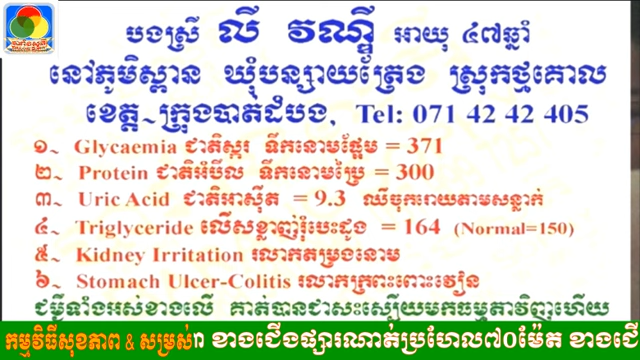 បងស្រី លី វណ្ឌី អាយុ ៤៧ឆ្នាំ
នៅភូមិស្ពាន ឃុំបន្សាយត្រែង ស្រុកថ្មគោល
ខេត្ត~ក្រុងបាត់ដំបង, Tel: 071 42 42 405
១~ Glycaemia ជាតិស្ករ ទឹកនោមផ្អែម = 371
២~ Protein ជាតិអំបិល ទឹកនោមប្រៃ = 300
៣~ Uric Acid ជាតិអាស៊ីត = 9.3 ឈឺចុករោយតាមសន្លាក់
៤~ Triglyceride លើសខ្លាញ់រុំបេះដូង = 164 (Normal=150)
៥~ Kidney Irritation រលាកតម្រងនោម
៦~ Stomach Ulcer-Colitis រលាកក្រពះពោះវៀន
ជម្ងឺទាំងអស់ខាងលើ គាត់បានជាសះស្បើយមកធម្មតាវិញហើយ
កម្មវិធីសុខភាព & សម្រស់ ខាងជើងផ្សារណាត់ប្រហែល៧០ម៉ែត ខាងជើ